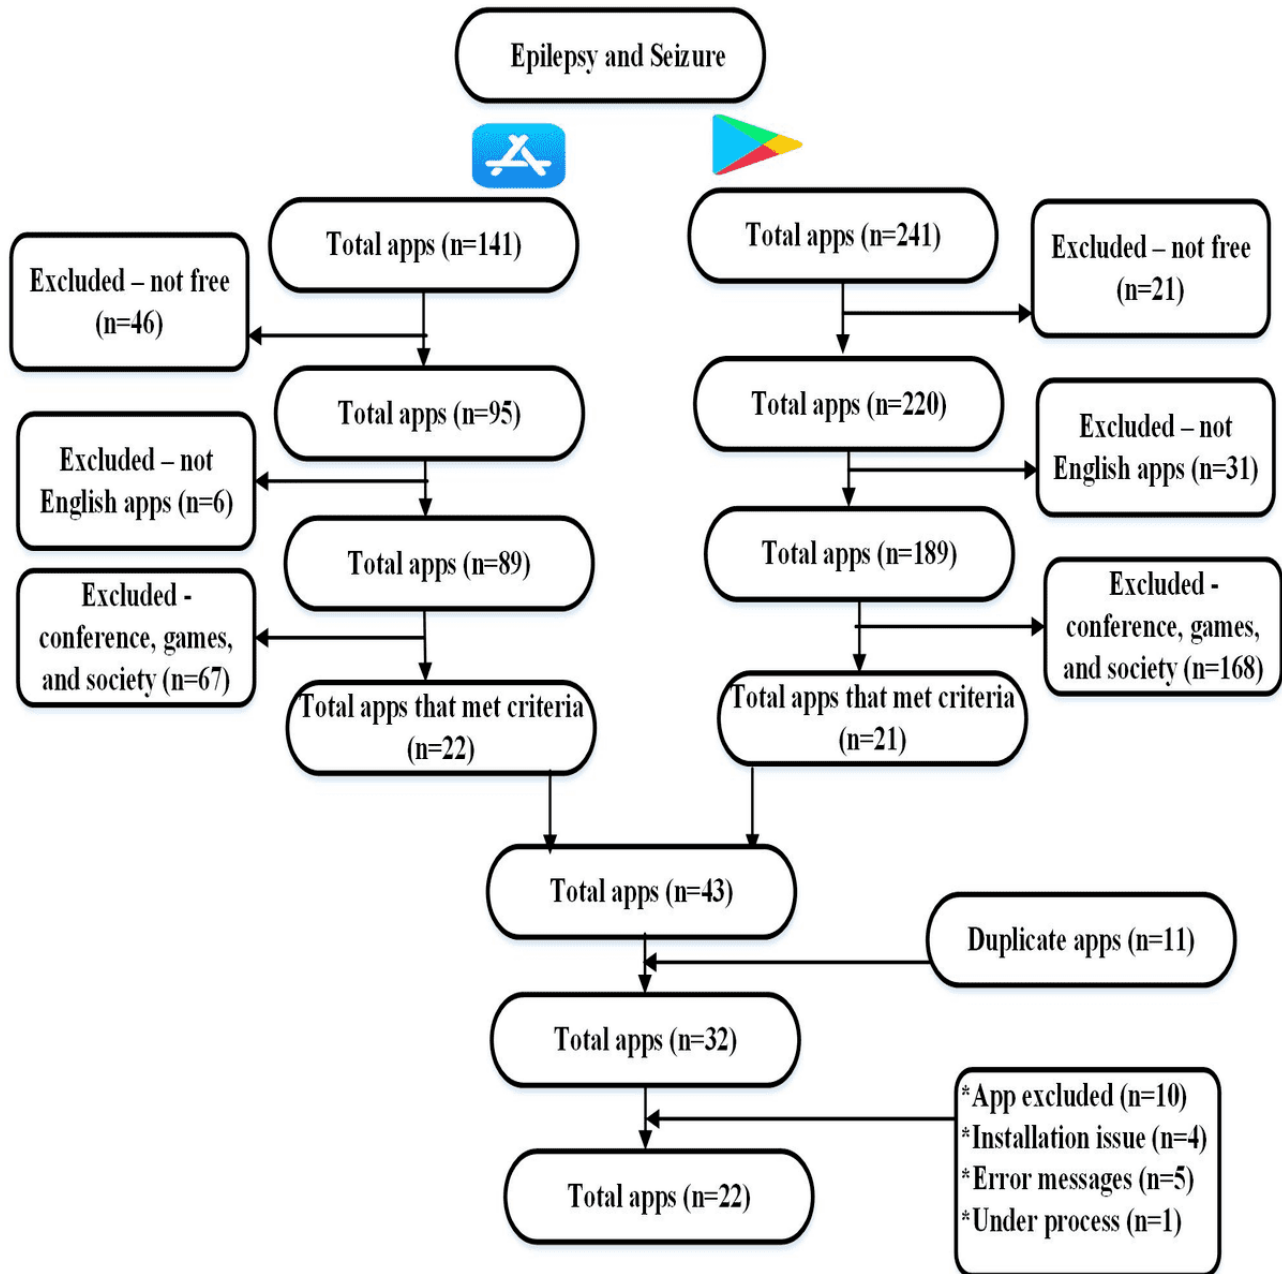 Epilepsy and Seizure
Total apps (n=141)
Excluded – not free
(n=46)
Total apps (n=95)
Excluded – not
English apps (n=6)
Total apps (n=89)
Excluded -
conference, games,
and society (n=67)
Total apps that met criteria
(n=22)
Total apps (n=241)
Excluded – not free
(n=21)
Total apps (n=220)
Excluded – not
English apps (n=31)
Total apps (n=189)
Excluded -
conference, games,
and society (n=168)
Total apps that met criteria
(n=21)
Total apps (n=43)
Duplicate apps (n=11)
Total apps (n=32)
*App excluded (n=10)
*Installation issue (n=4)
*Error messages (n=5)
*Under process (n=1)
Total apps (n=22)